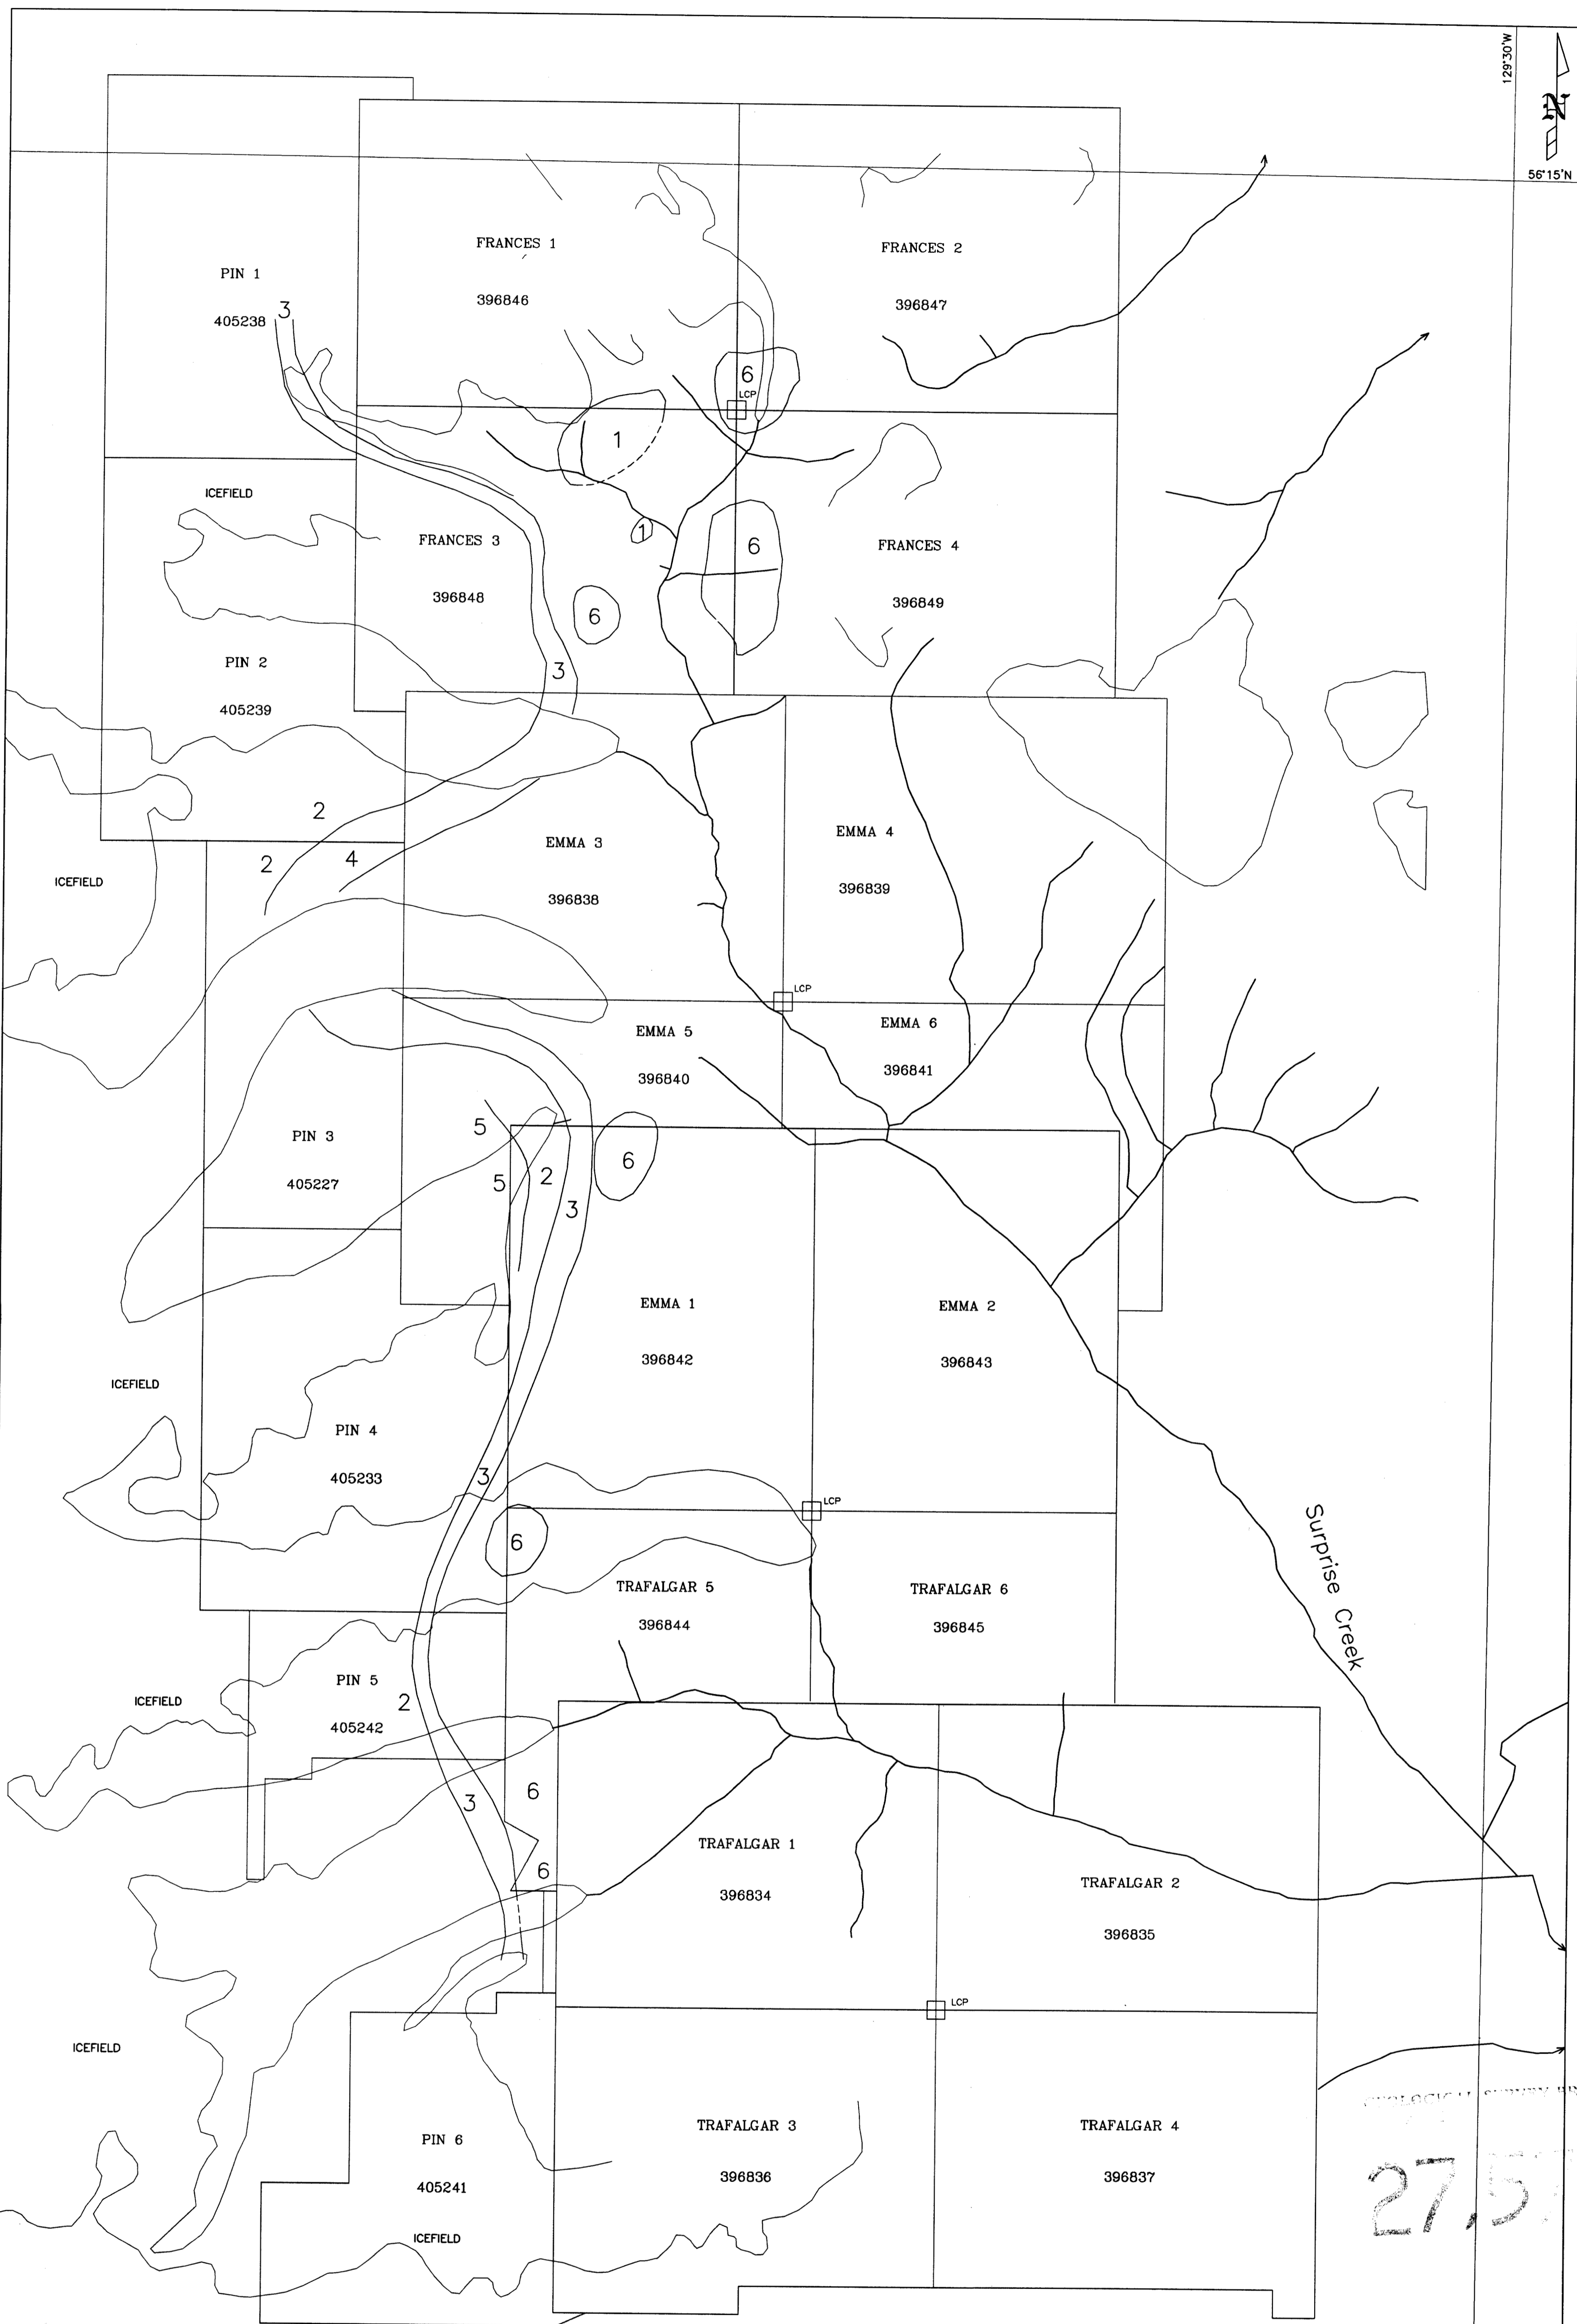 129°30'W
N
56°15'N
FRANCES 1
FRANCES 2
PIN 1
396846
396847
405238
3
6
LCP
1
ICEFIELD
FRANCES 3
1
6
FRANCES 4
396848
396849
6
PIN 2
3
405239
2
EMMA 4
EMMA 3
2
4
ICEFIELD
396839
396838
LCP
EMMA 5
EMMA 6
396840
396841
5
PIN 3
6
5
2
405227
3
EMMA 1
EMMA 2
396842
396843
ICEFIELD
PIN 4
3
405233
LCP
6
Surprise Creek
TRAFALGAR 5
TRAFALGAR 6
396844
396845
PIN 5
ICEFIELD
2
405242
6
3
TRAFALGAR 1
6
TRAFALGAR 2
396834
396835
LCP
ICEFIELD
GEOLOGICAL SURVEY
TRAFALGAR 3
TRAFALGAR 4
PIN 6
396836
396837
405241
27,5
ICEFIELD